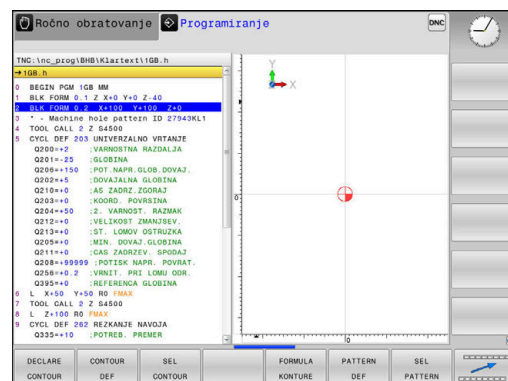 Ročno obratovanje
Programiranje
DNC
TNC:\nc_prog\BHB\Klartext\1GB.h
→1GB.h
0 BEGIN PGM 1GB MM
1 BLK FORM 0.1 Z X+0 Y+0 Z-40
2 BLK FORM 0.2 X+100 Y+100 Z+0
3 * - Machine hole pattern ID 27943KL1
4 TOOL CALL 2 Z S4500
5 CYCL DEF 203 UNIVERZALNO VRTANJE
Q200=+2 ;VARNOSTNA RAZDALJA
Q201=-25 ;GLOBINA
Q206=+150 ;POT.NAPR.GLOB.DOVAJ.
Q202=+5 ;DOVAJALNA GLOBINA
Q210=+0 ;AS ZADRZ.ZGORAJ
Q203=+0 ;KOORD. POVRSINA
Q204=+50 ;2. VARNOST. RAZMAK
Q212=+0 ;VELIKOST ZMANJSEV.
Q213=+0 ;ST. LOMOV OSTRUZKA
Q205=+0 ;MIN. DOVAJ.GLOBINA
Q211=+0 ;CAS ZADRZEV. SPODAJ
Q208=+99999 ;POTISK NAPR. POVRAT.
Q256=+0.2 ;VRNIT. PRI LOMU ODR.
Q395=+0 ;REFERENCA GLOBINA
6 L X+50 Y+50 R0 FMAX
7 TOOL CALL 2 Z S4500
8 L Z+100 R0 FMAX
9 CYCL DEF 262 REZKANJE NAVOJA
Q335=+10 ;POTREB. PREMER
Y
X
0
0
DECLARE CONTOUR
CONTOUR DEF
SEL CONTOUR
FORMULA KONTURE
PATTERN DEF
SEL PATTERN